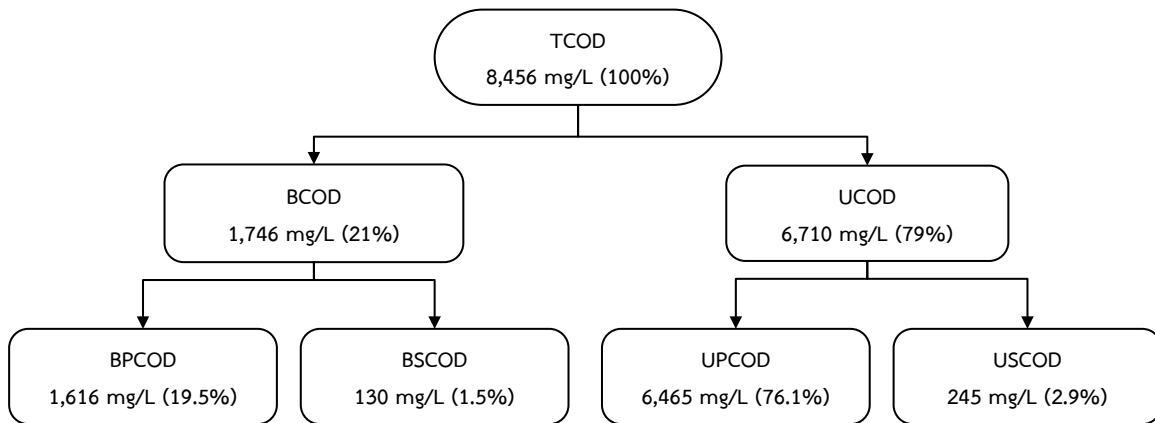 TCOD
8,456 mg/L (100%)
BCOD
1,746 mg/L (21%)
UCOD
6,710 mg/L (79%)
BPCOD
1,616 mg/L (19.5%)
BSCOD
130 mg/L (1.5%)
UPCOD
6,465 mg/L (76.1%)
USCOD
245 mg/L (2.9%)